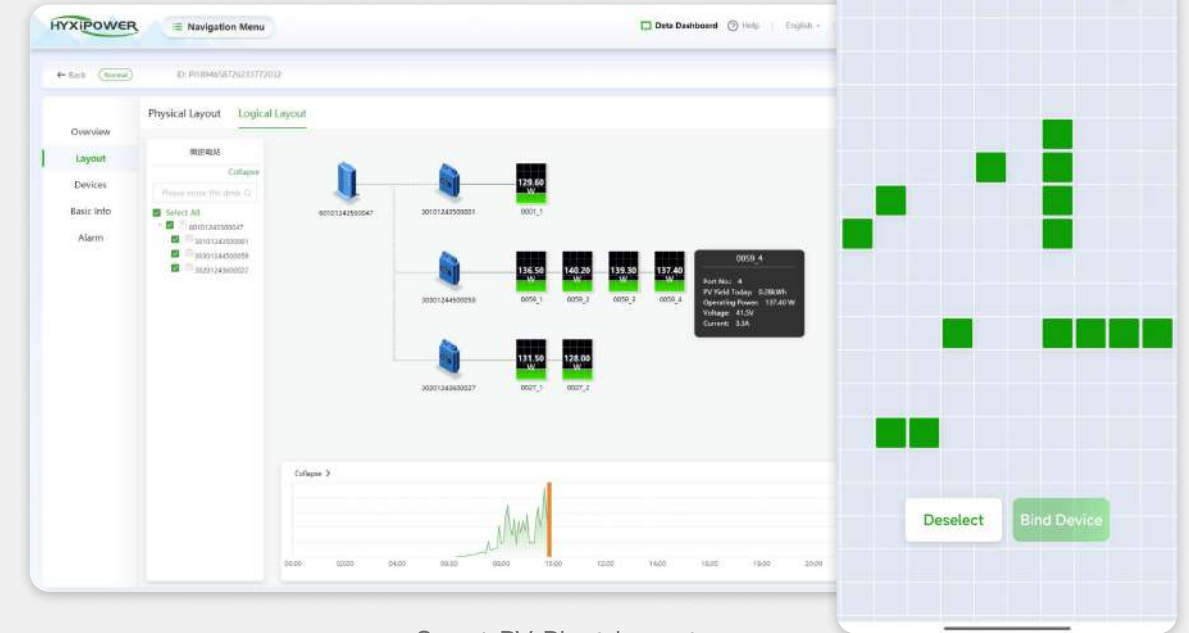 HYXiPOWER
Navigation Menu
Data Dashboard
Help
English
Back
Normal
Physical Layout
Logical Layout
Overview
Layout
Devices
Basic Info
Alarm
Collapse
Select All
60101243500047
30101243500001
129.60
W
0001_1
30301244500059
136.50
W
140.20
W
139.30
W
137.40
W
0059_1
0059_2
0059_3
0059_4
0059_4
Port No.: 4
PV Yield Today: 0.26kWh
Operating Power: 137.40 W
Voltage: 41.5V
Current: 3.3A
131.50
W
128.00
W
0027_1
0027_2
Collapse
00:00
02:00
04:00
06:00
08:00
10:00
12:00
14:00
16:00
18:00
20:00
Deselect
Bind Device